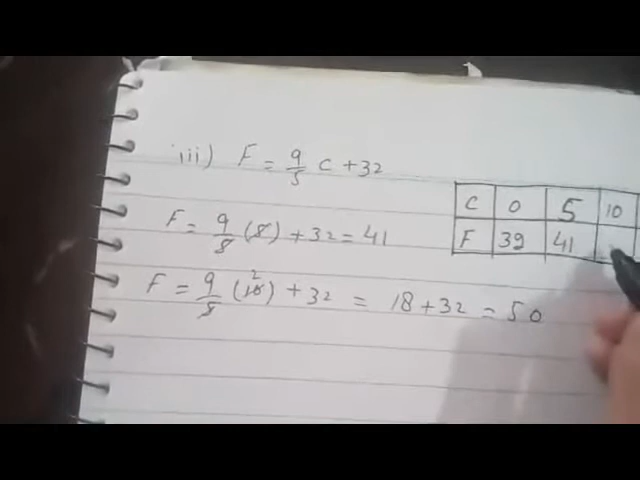 iii) F = 9/5 C + 32
C 0 5 10
F = 9/5 (5) + 32 = 41
F 39 41
F = 9/5 (10) 2 + 32 = 18 + 32 = 50